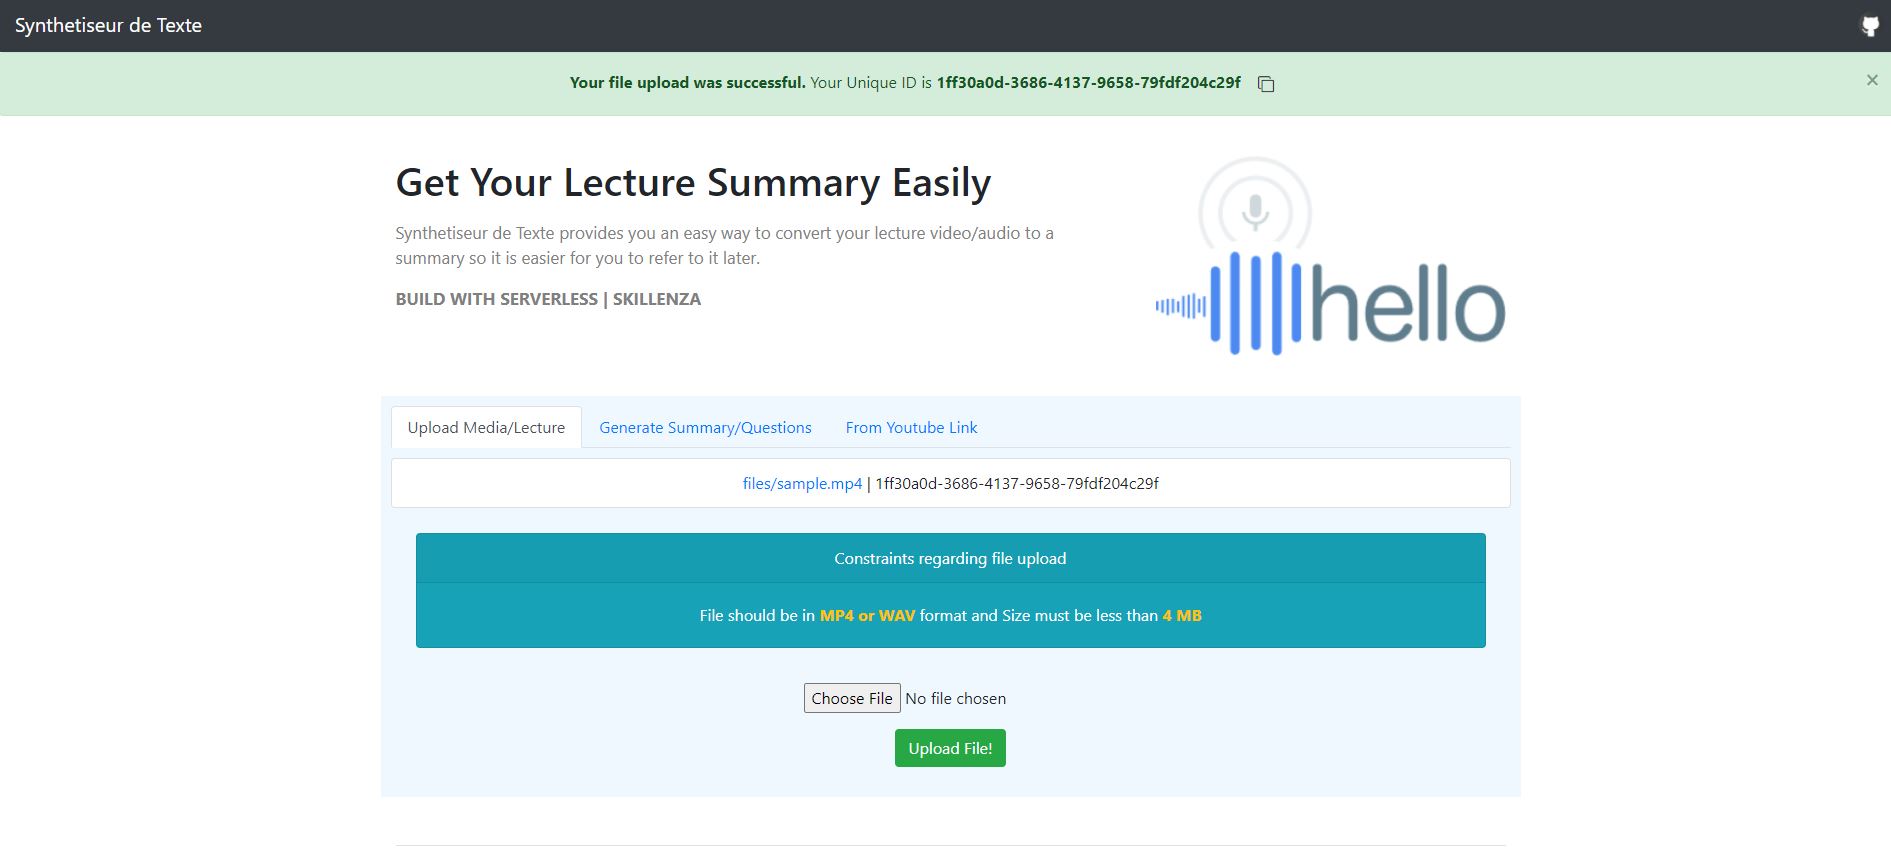 Synthetiseur de Texte
Your file upload was successful. Your Unique ID is 1ff30a0d-3686-4137-9658-79fdf204c29f
×
Get Your Lecture Summary Easily
Synthetiseur de Texte provides you an easy way to convert your lecture video/audio to a
summary so it is easier for you to refer to it later.
BUILD WITH SERVERLESS | SKILLENZA
hello
Upload Media/Lecture Generate Summary/Questions From Youtube Link
files/sample.mp4 | 1ff30a0d-3686-4137-9658-79fdf204c29f
Constraints regarding file upload
File should be in MP4 or WAV format and Size must be less than 4 MB
Choose File No file chosen
Upload File!